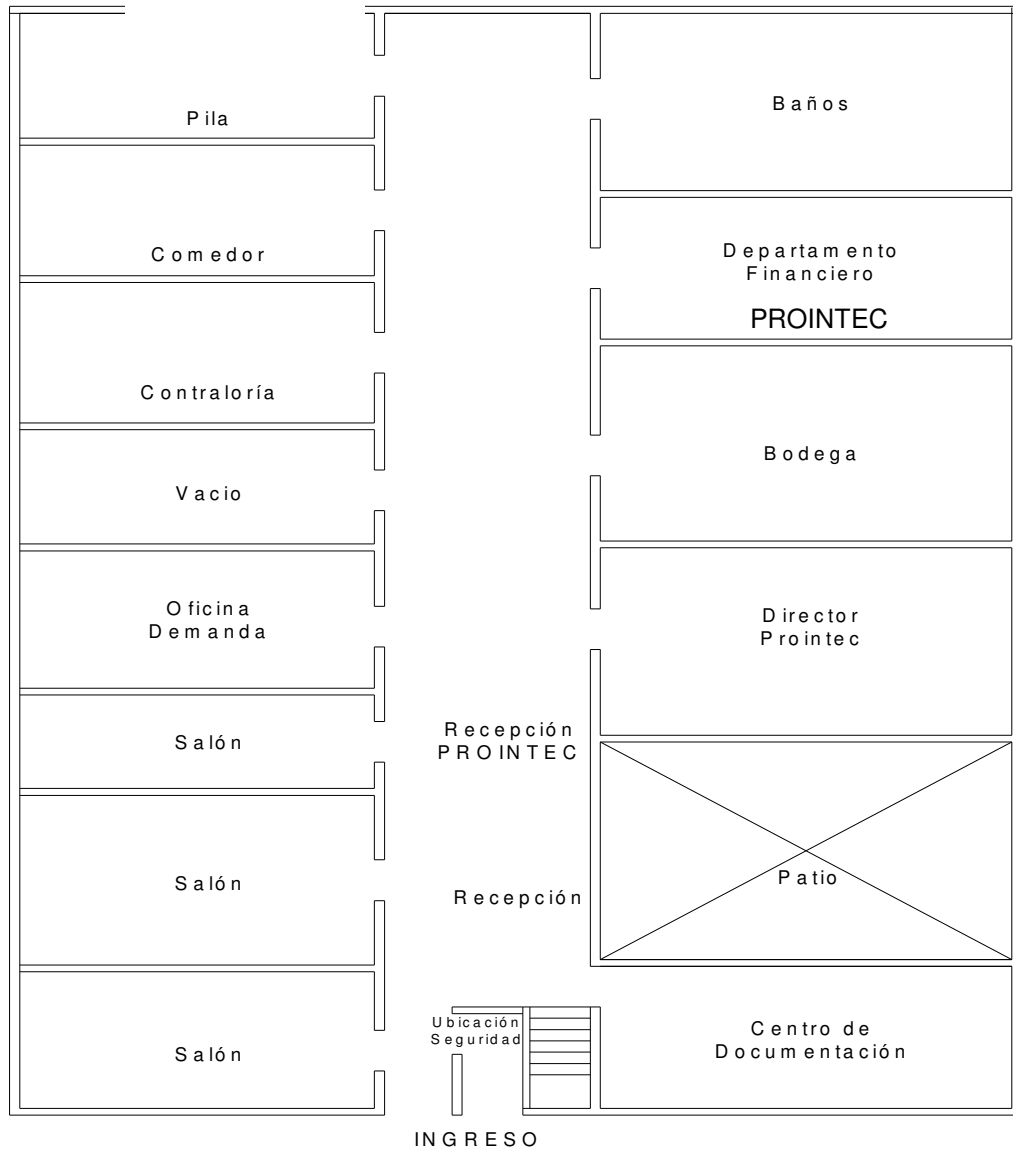 Pila
Baños
Comedor
Departamento
Financiero
PROINTEC
Contraloría
Bodega
Vacio
Oficina
Demanda
Director
Prointec
Salón
Recepción
PROINTEC
Salón
Patio
Recepción
Ubicación
Seguridad
Salón
Centro de
Documentación
INGRESO